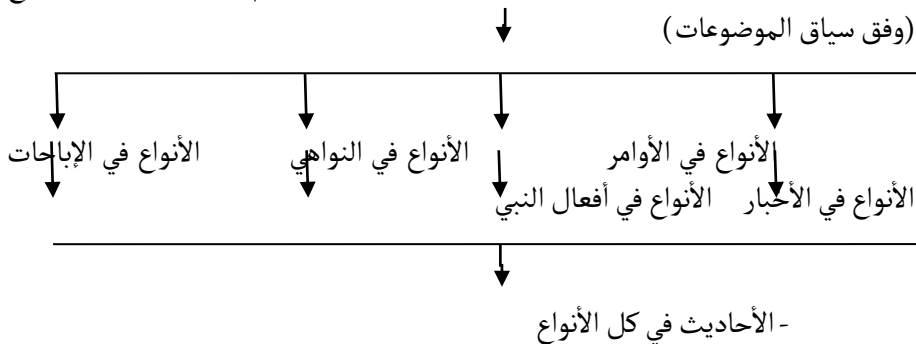 (وفق سياق الموضوعات)
الأنواع في الأوامر الأنواع في النواهي الأنواع في الإباحات
الأنواع في الأخبار الأنواع في أفعال النبي
- الأحاديث في كل الأنواع